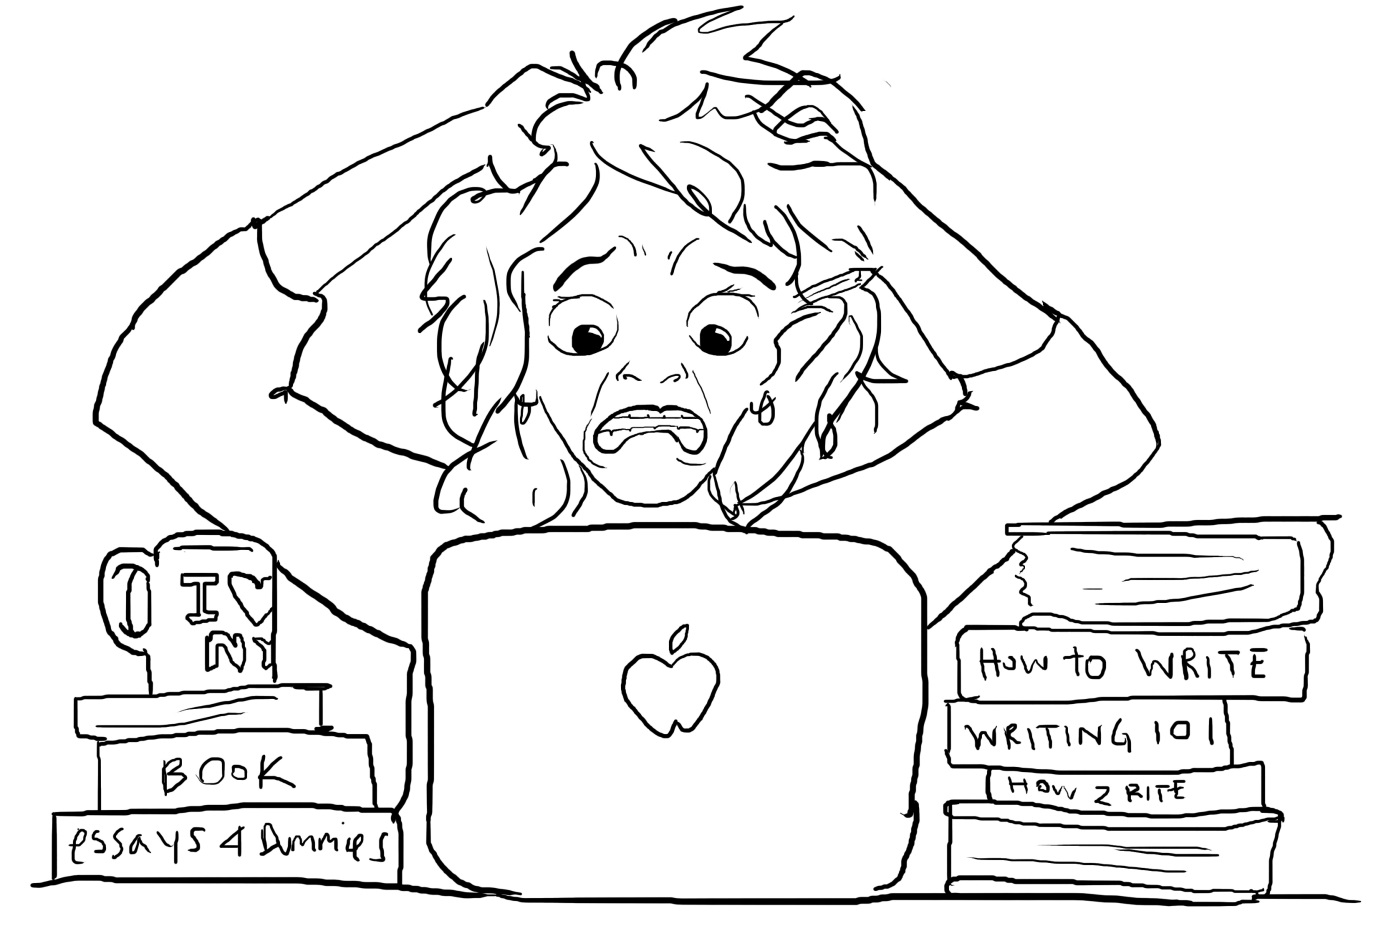 I ♥
NY
BOOK
essays 4 Dummies
HOW to WRITE
WRITING 101
HOW 2 RITE